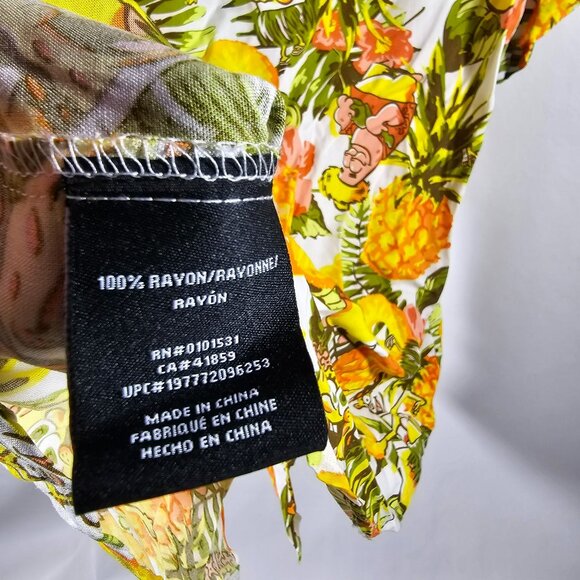 100% RAYON/RAYONNE/
RAYÓN
RN#0101531
CA#41859
UPC#197772096253
MADE IN CHINA
FABRIQUÉ EN CHINE
HECHO EN CHINA